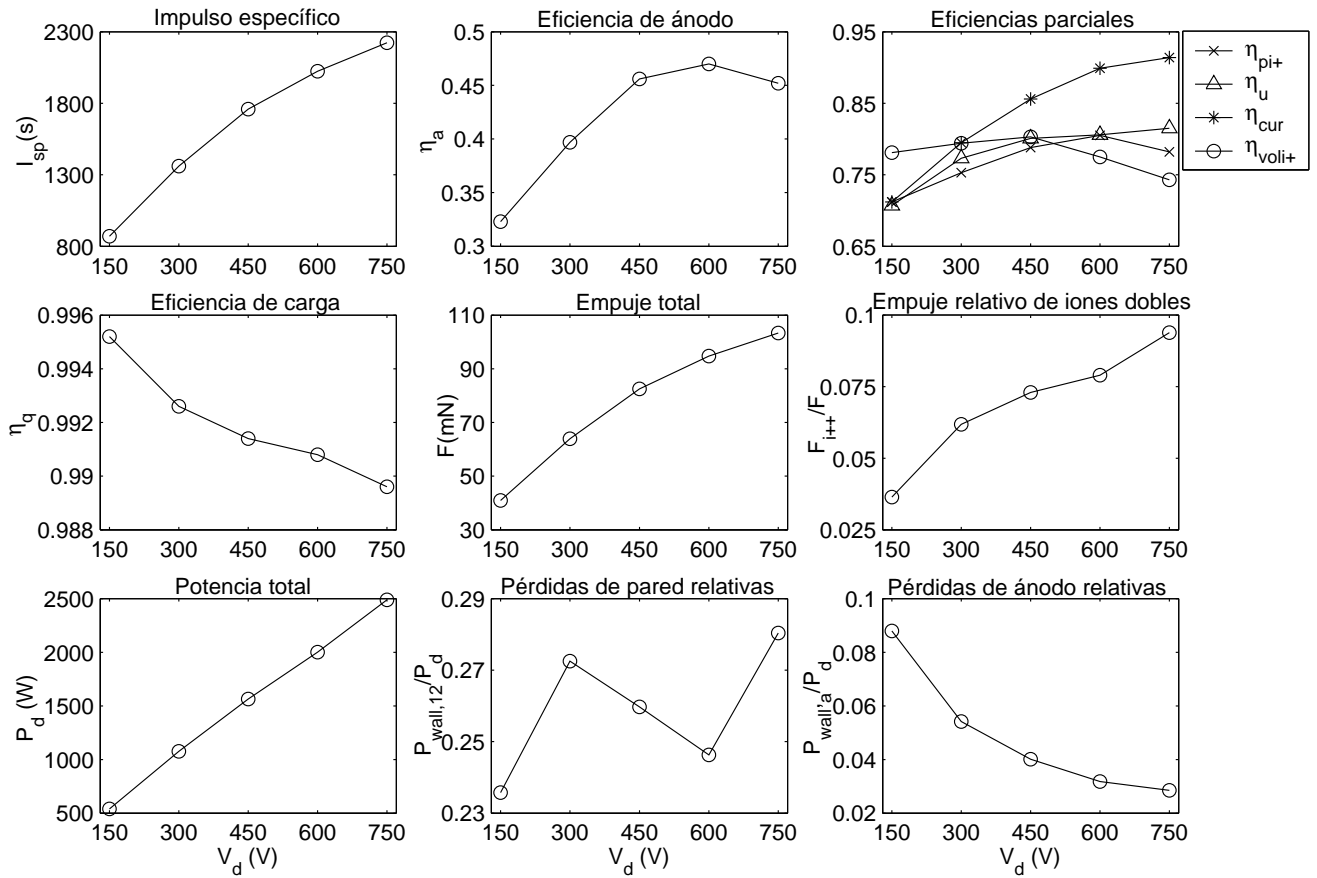 Impulso específico
2300
1800
1300
800
I_sp(s)
150 300 450 600 750
Eficiencia de ánodo
0.5
0.45
0.4
0.35
0.3
η_a
150 300 450 600 750
Eficiencias parciales
0.95
0.85
0.75
0.65
150 300 450 600 750
η_pi+
η_u
η_cur
η_voli+
Eficiencia de carga
0.996
0.994
0.992
0.99
0.988
η_q
150 300 450 600 750
Empuje total
110
90
70
50
30
F(mN)
150 300 450 600 750
Empuje relativo de iones dobles
0.1
0.075
0.05
0.025
F_i++/F
150 300 450 600 750
Potencia total
2500
2000
1500
1000
500
P_d (W)
150 300 450 600 750
V_d (V)
Pérdidas de pared relativas
0.29
0.27
0.25
0.23
P_wall,12/P_d
150 300 450 600 750
V_d (V)
Pérdidas de ánodo relativas
0.1
0.08
0.06
0.04
0.02
P_wall'a/P_d
150 300 450 600 750
V_d (V)